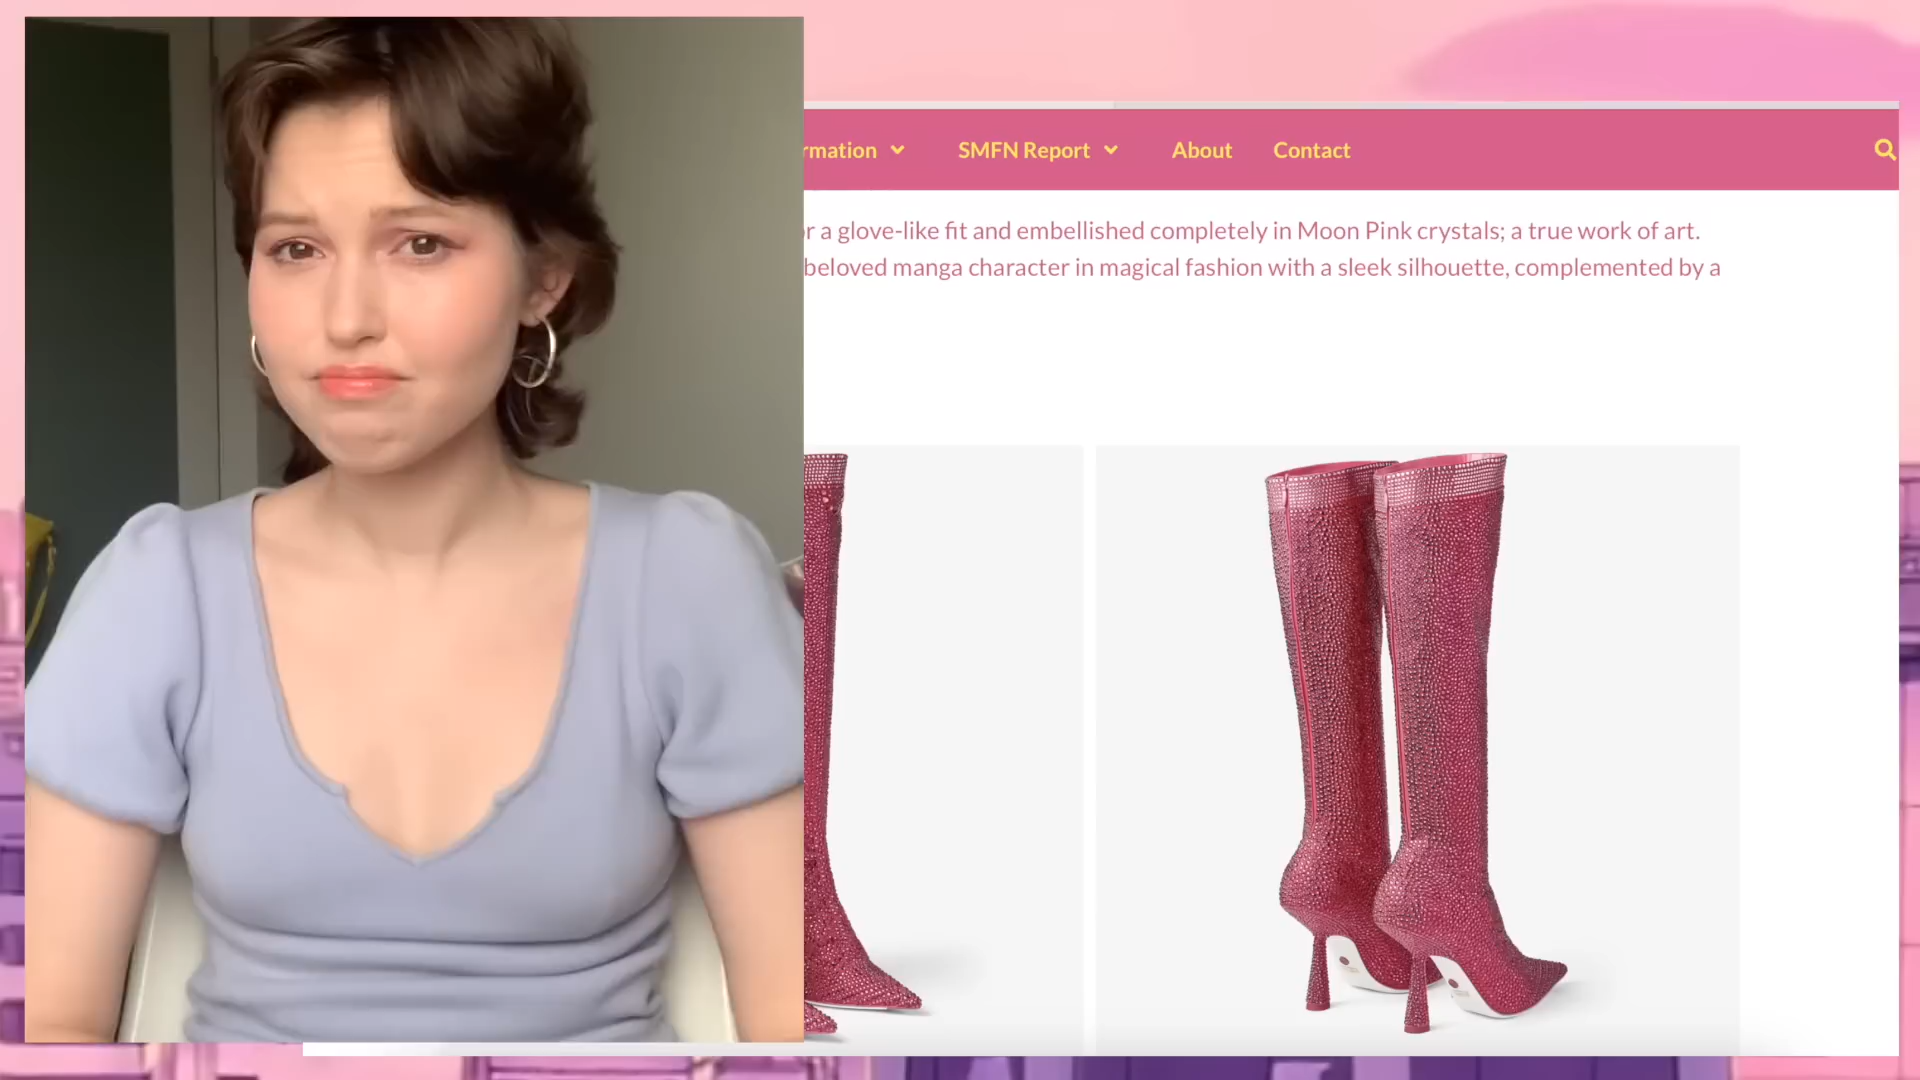 rmation
SMFN Report
About
Contact
r a glove-like fit and embellished completely in Moon Pink crystals; a true work of art.
beloved manga character in magical fashion with a sleek silhouette, complemented by a